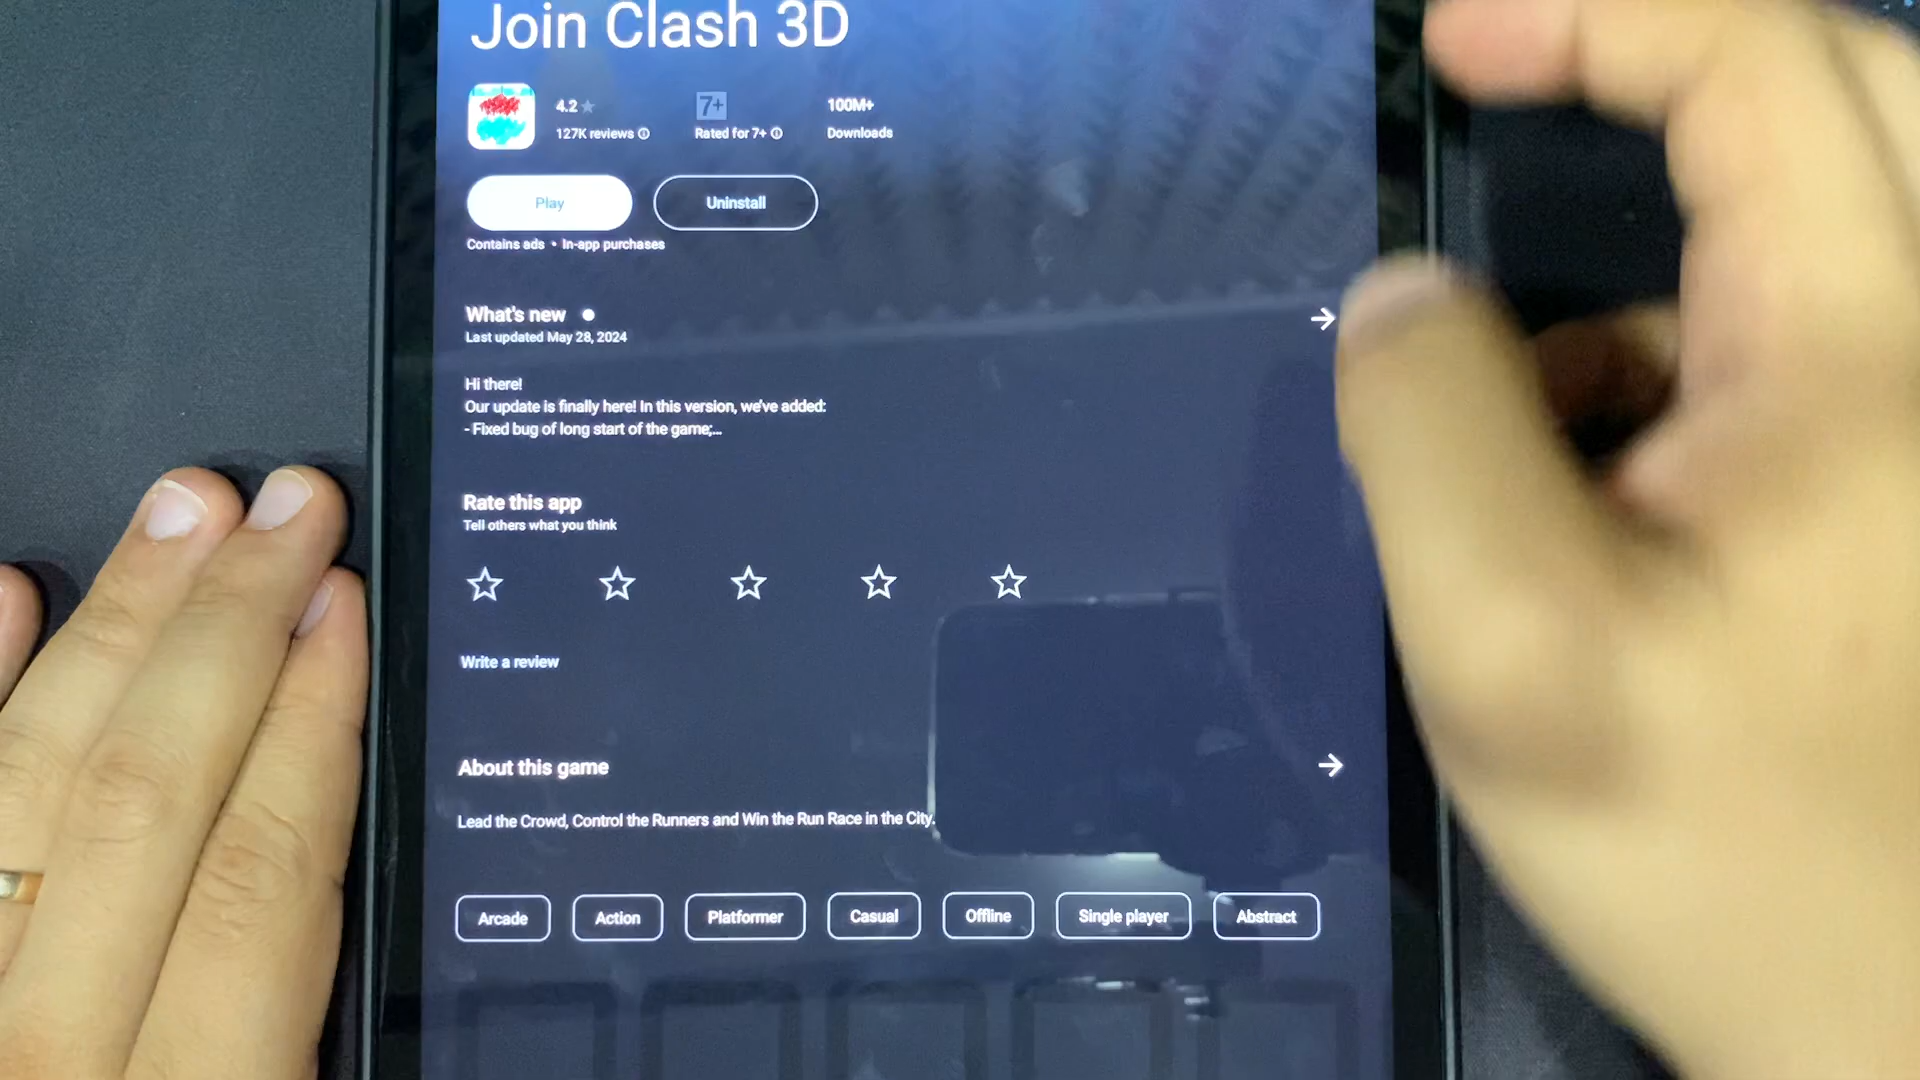 Join Clash 3D
4.2
7+
100M+
127K reviews
Rated for 7+
Downloads
Play
Uninstall
Contains ads • In-app purchases
What's new
Last updated May 28, 2024
Hi there!
Our update is finally here! In this version, we've added:
- Fixed bug of long start of the game;...
Rate this app
Tell others what you think
Write a review
About this game
Lead the Crowd, Control the Runners and Win the Run Race in the City.
Arcade
Action
Platformer
Casual
Offline
Single player
Abstract